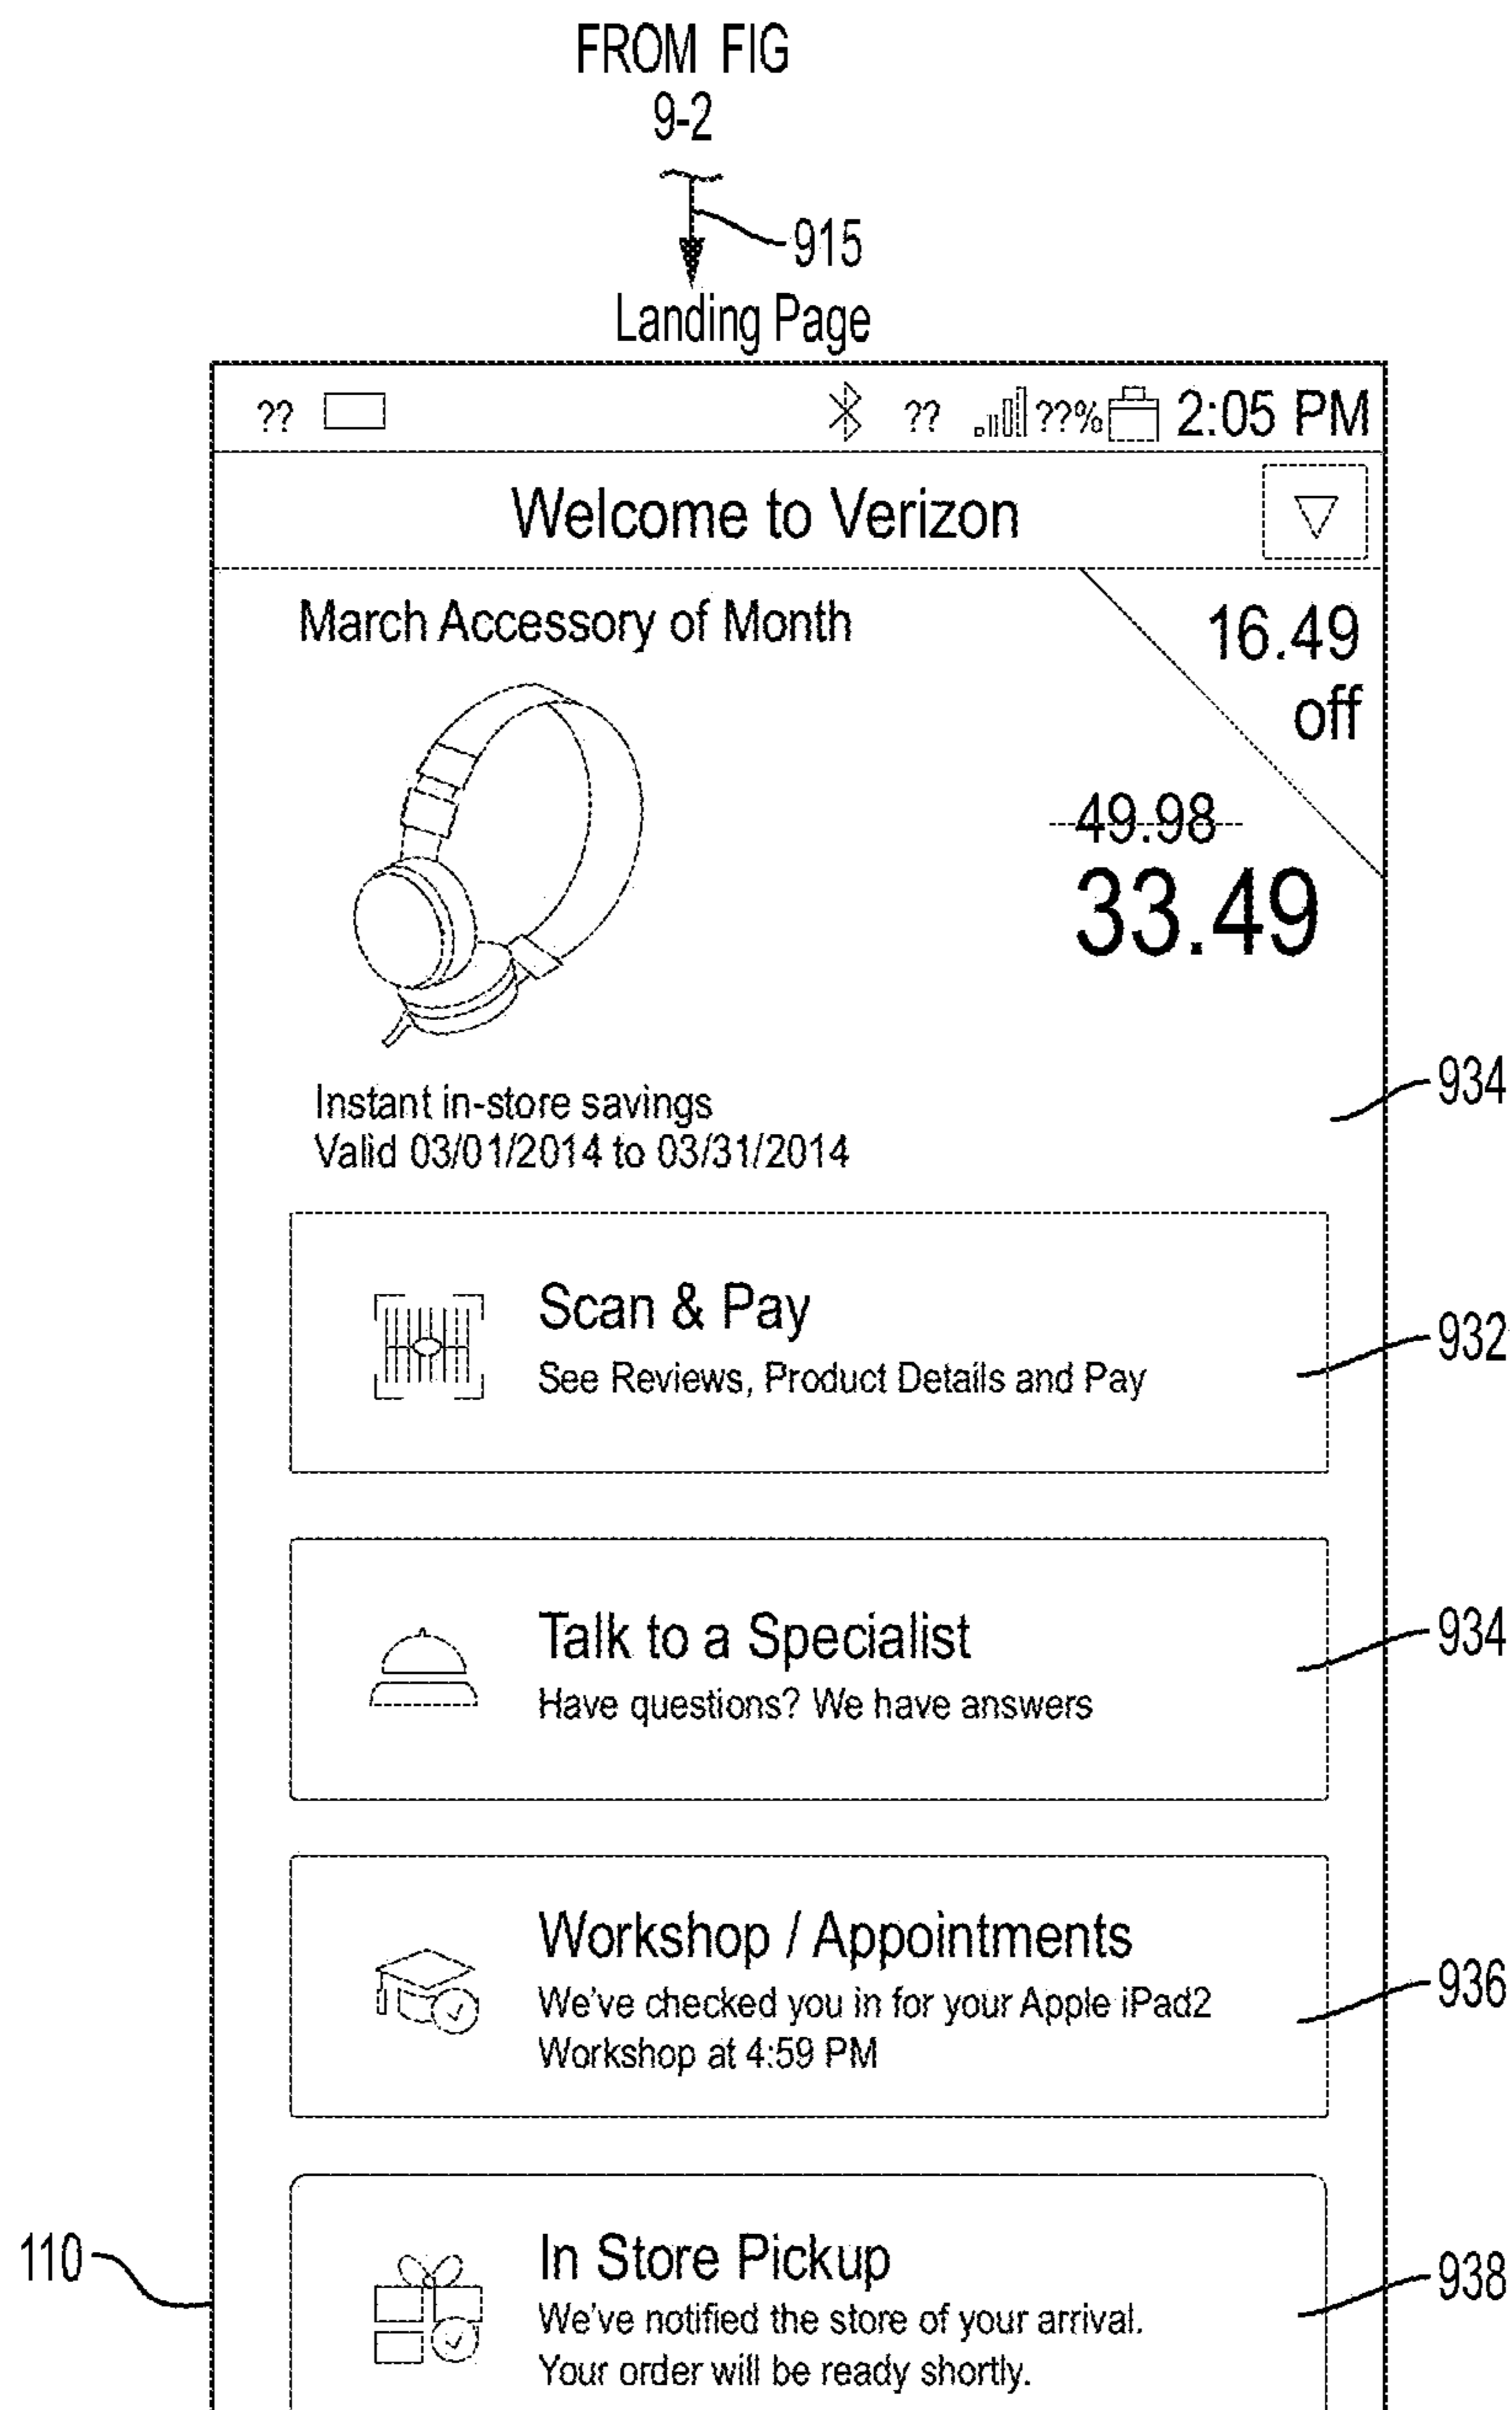 FROM FIG
9-2
915
Landing Page
?? ?? ??% 2:05 PM
Welcome to Verizon
March Accessory of Month
16.49
off
49.98
33.49
934
Instant in-store savings
Valid 03/01/2014 to 03/31/2014
Scan & Pay
932
See Reviews, Product Details and Pay
Talk to a Specialist
934
Have questions? We have answers
Workshop / Appointments
936
We've checked you in for your Apple iPad2
Workshop at 4:59 PM
110
In Store Pickup
938
We've notified the store of your arrival.
Your order will be ready shortly.